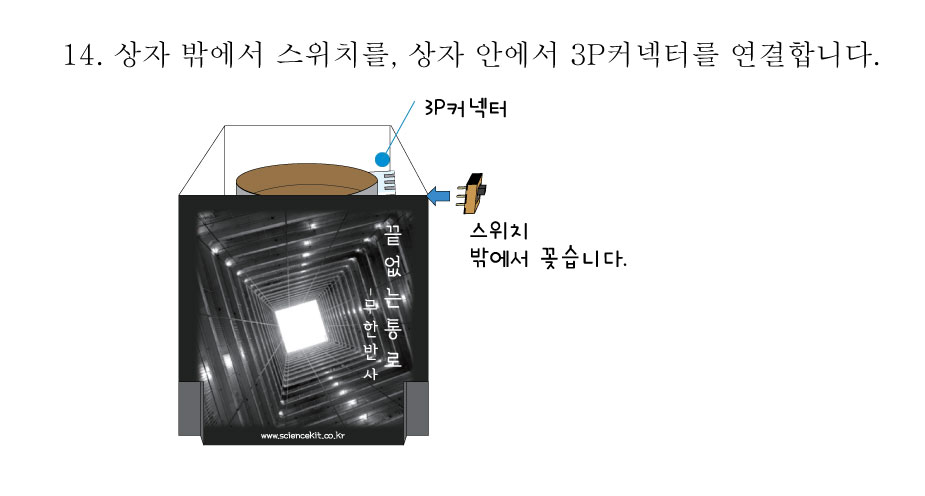 14. 상자 밖에서 스위치를, 상자 안에서 3P커넥터를 연결합니다.
3P커넥터
스위치
밖에서 꽂습니다.
끝없는통로
-무한반사
www.sciencekit.co.kr